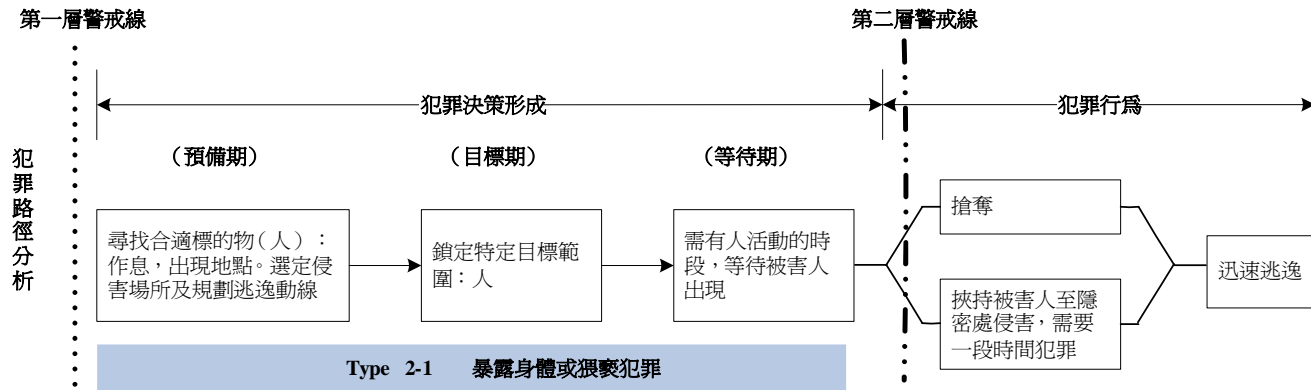 第一層警戒線
第二層警戒線
犯罪決策形成
犯罪行爲
犯罪路徑分析
（預備期）
（目標期）
（等待期）
尋找合適標的物（人）：
作息，出現地點。選定侵
害場所及規劃逃逸動線
鎖定特定目標範
圍：人
需有人活動的時
段，等待被害人
出現
搶奪
挾持被害人至隱
密處侵害，需要
一段時間犯罪
迅速逃逸
Type 2-1 暴露身體或猥褻犯罪